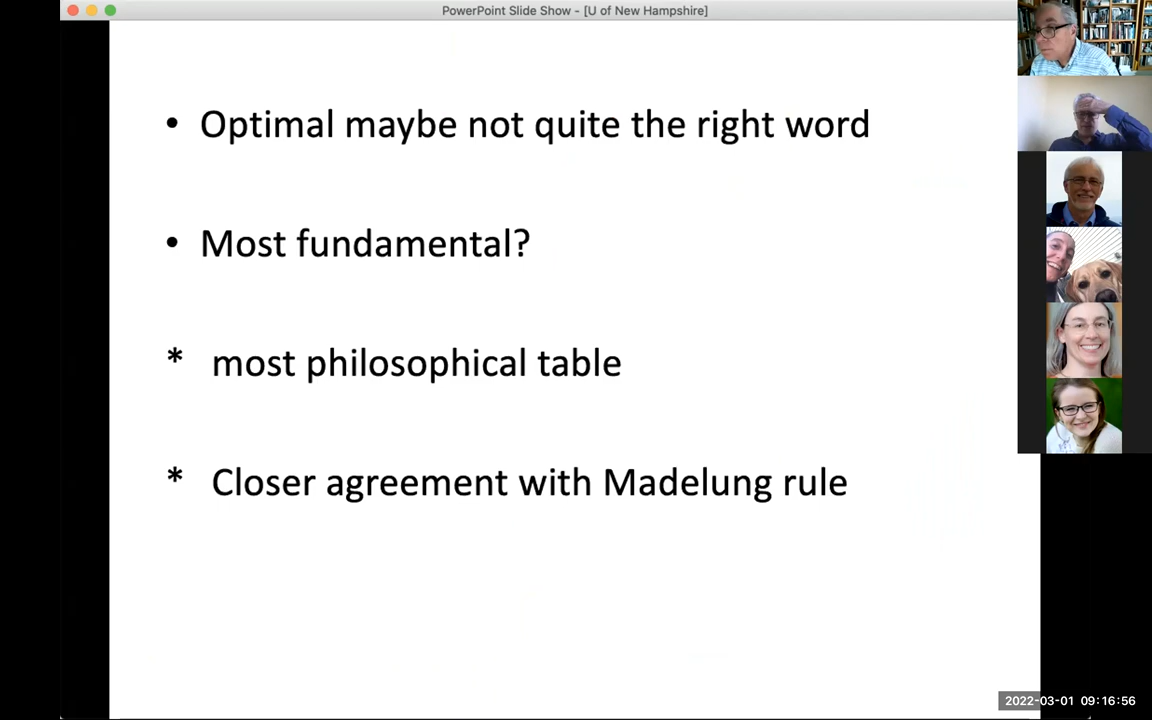 PowerPoint Slide Show - [U of New Hampshire]
• Optimal maybe not quite the right word
• Most fundamental?
* most philosophical table
* Closer agreement with Madelung rule
2022-03-01 09:16:56